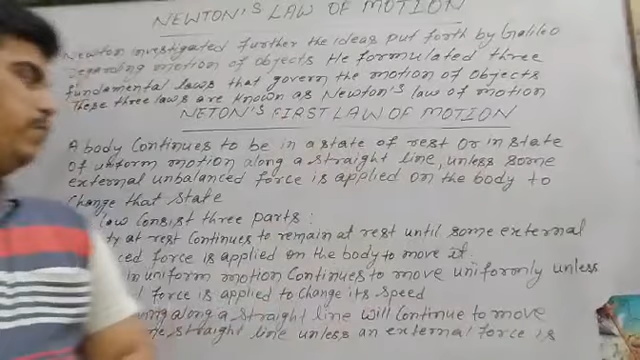 NEWTON'S LAW OF MOTION
Newton investigated further the ideas put forth by Galileo
regarding motion of objects He formulated three
fundamental laws that govern the motion of objects
These three laws are known as Newton's law of motion
NETON'S FIRST LAW OF MOTION
A body Continues to be in a state of rest Or in state
of uniform motion along a straight line, unless some
external unbalanced force is applied on the body to
Change that state
law Consist three parts :
at rest Continues to remain at rest until some external
force is applied on the body to move it.
in uniform motion Continues to move uniforonly unless
force is applied to Change its speed
along a straight line will Continue to move
straight line unless an external force is